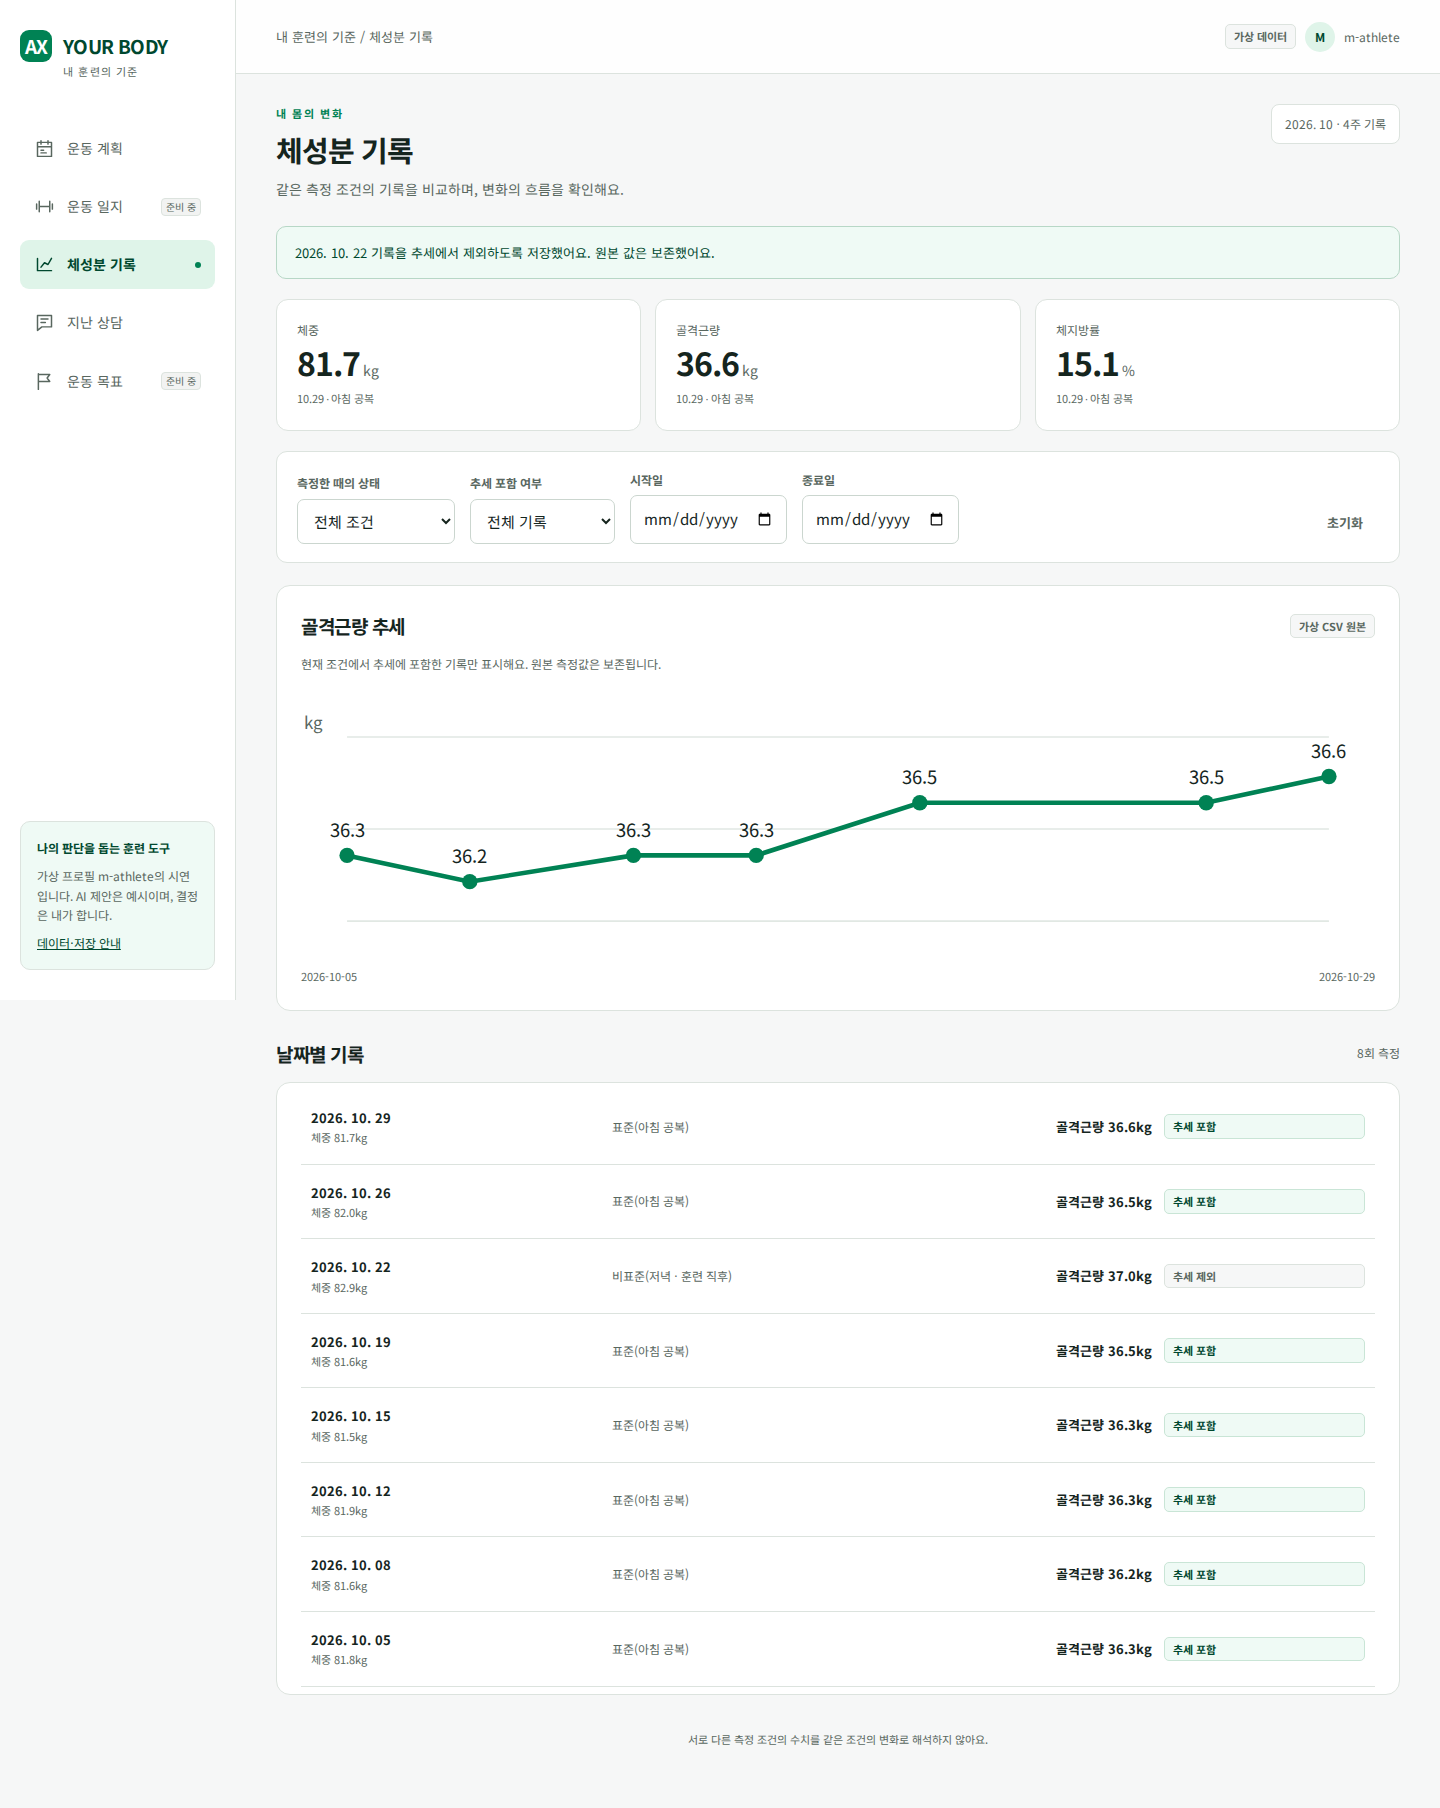 AX YOUR BODY
내 훈련의 기준
운동 계획
운동 일지 준비 중
체성분 기록
지난 상담
운동 목표 준비 중
나의 판단을 돕는 훈련 도구
가상 프로필 m-athlete의 시연
입니다. AI 제안은 예시이며, 결정
은 내가 합니다.
데이터·저장 안내
내 훈련의 기준 / 체성분 기록
가상 데이터 M m-athlete
내 몸의 변화
체성분 기록
같은 측정 조건의 기록을 비교하며, 변화의 흐름을 확인해요.
2026. 10 · 4주 기록
2026. 10. 22 기록을 추세에서 제외하도록 저장했어요. 원본 값은 보존했어요.
체중
81.7 kg
10.29 · 아침 공복
골격근량
36.6 kg
10.29 · 아침 공복
체지방률
15.1 %
10.29 · 아침 공복
측정한 때의 상태
전체 조건
추세 포함 여부
전체 기록
시작일
mm/dd/yyyy
종료일
mm/dd/yyyy
초기화
골격근량 추세
가상 CSV 원본
현재 조건에서 추세에 포함한 기록만 표시해요. 원본 측정값은 보존됩니다.
kg
36.3
36.2
36.3
36.3
36.5
36.5
36.6
2026-10-05
2026-10-29
날짜별 기록
8회 측정
2026. 10. 29
체중 81.7kg
표준(아침 공복)
골격근량 36.6kg
추세 포함
2026. 10. 26
체중 82.0kg
표준(아침 공복)
골격근량 36.5kg
추세 포함
2026. 10. 22
체중 82.9kg
비표준(저녁 · 훈련 직후)
골격근량 37.0kg
추세 제외
2026. 10. 19
체중 81.6kg
표준(아침 공복)
골격근량 36.5kg
추세 포함
2026. 10. 15
체중 81.5kg
표준(아침 공복)
골격근량 36.3kg
추세 포함
2026. 10. 12
체중 81.9kg
표준(아침 공복)
골격근량 36.3kg
추세 포함
2026. 10. 08
체중 81.6kg
표준(아침 공복)
골격근량 36.2kg
추세 포함
2026. 10. 05
체중 81.8kg
표준(아침 공복)
골격근량 36.3kg
추세 포함
서로 다른 측정 조건의 수치를 같은 조건의 변화로 해석하지 않아요.